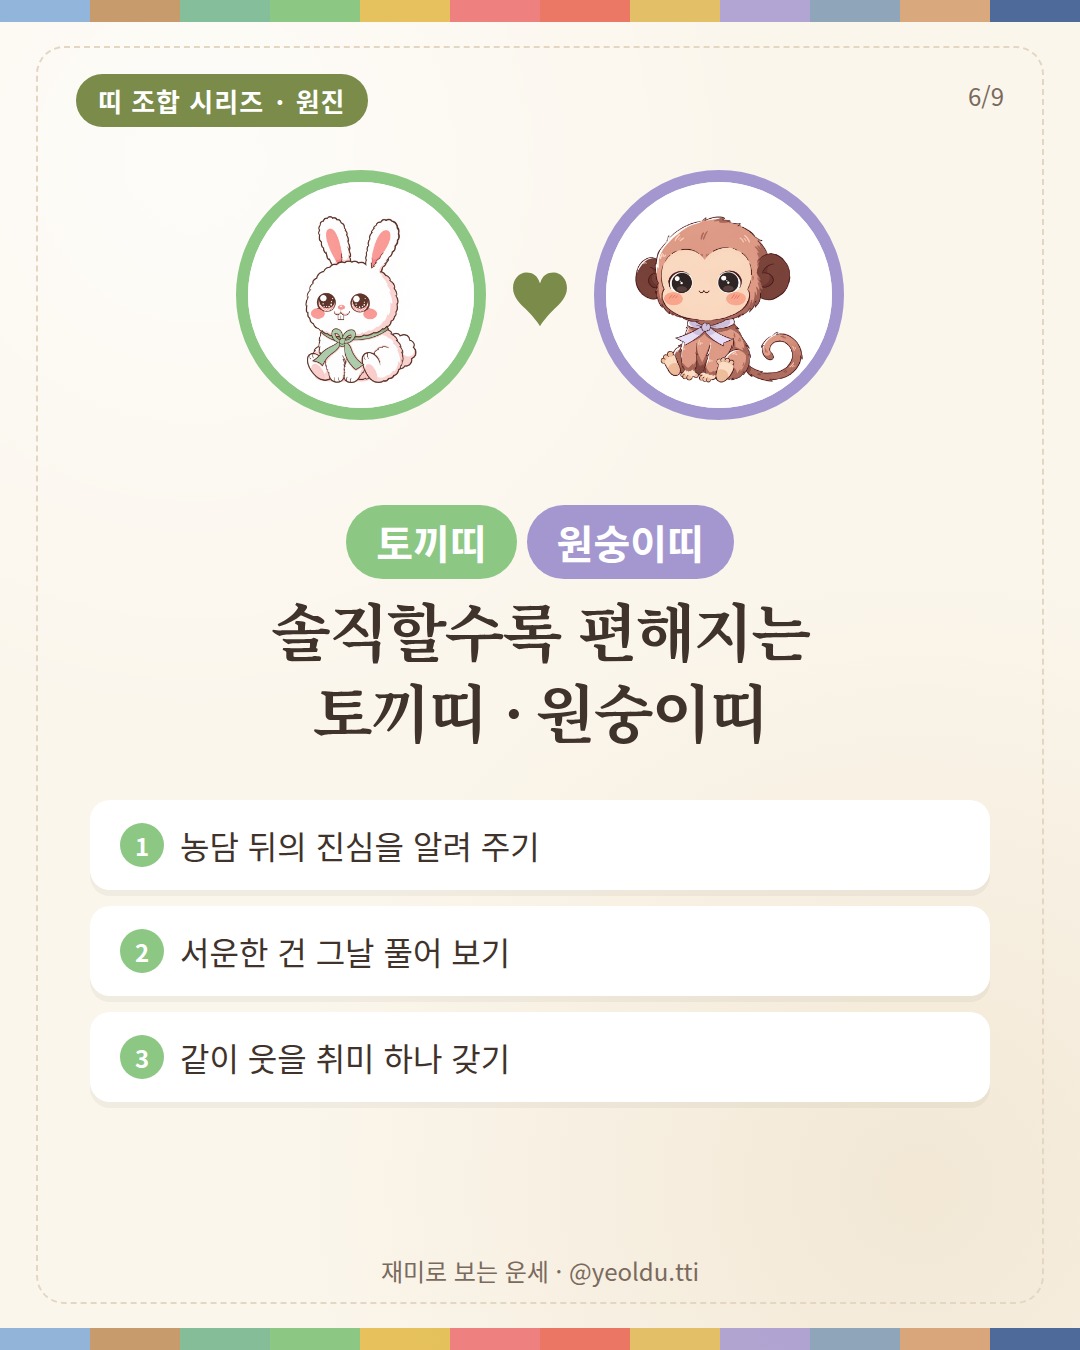 띠 조합 시리즈 · 원진
6/9
토끼띠 원숭이띠
솔직할수록 편해지는
토끼띠 · 원숭이띠
1 농담 뒤의 진심을 알려 주기
2 서운한 건 그날 풀어 보기
3 같이 웃을 취미 하나 갖기
재미로 보는 운세 · @yeoldu.tti